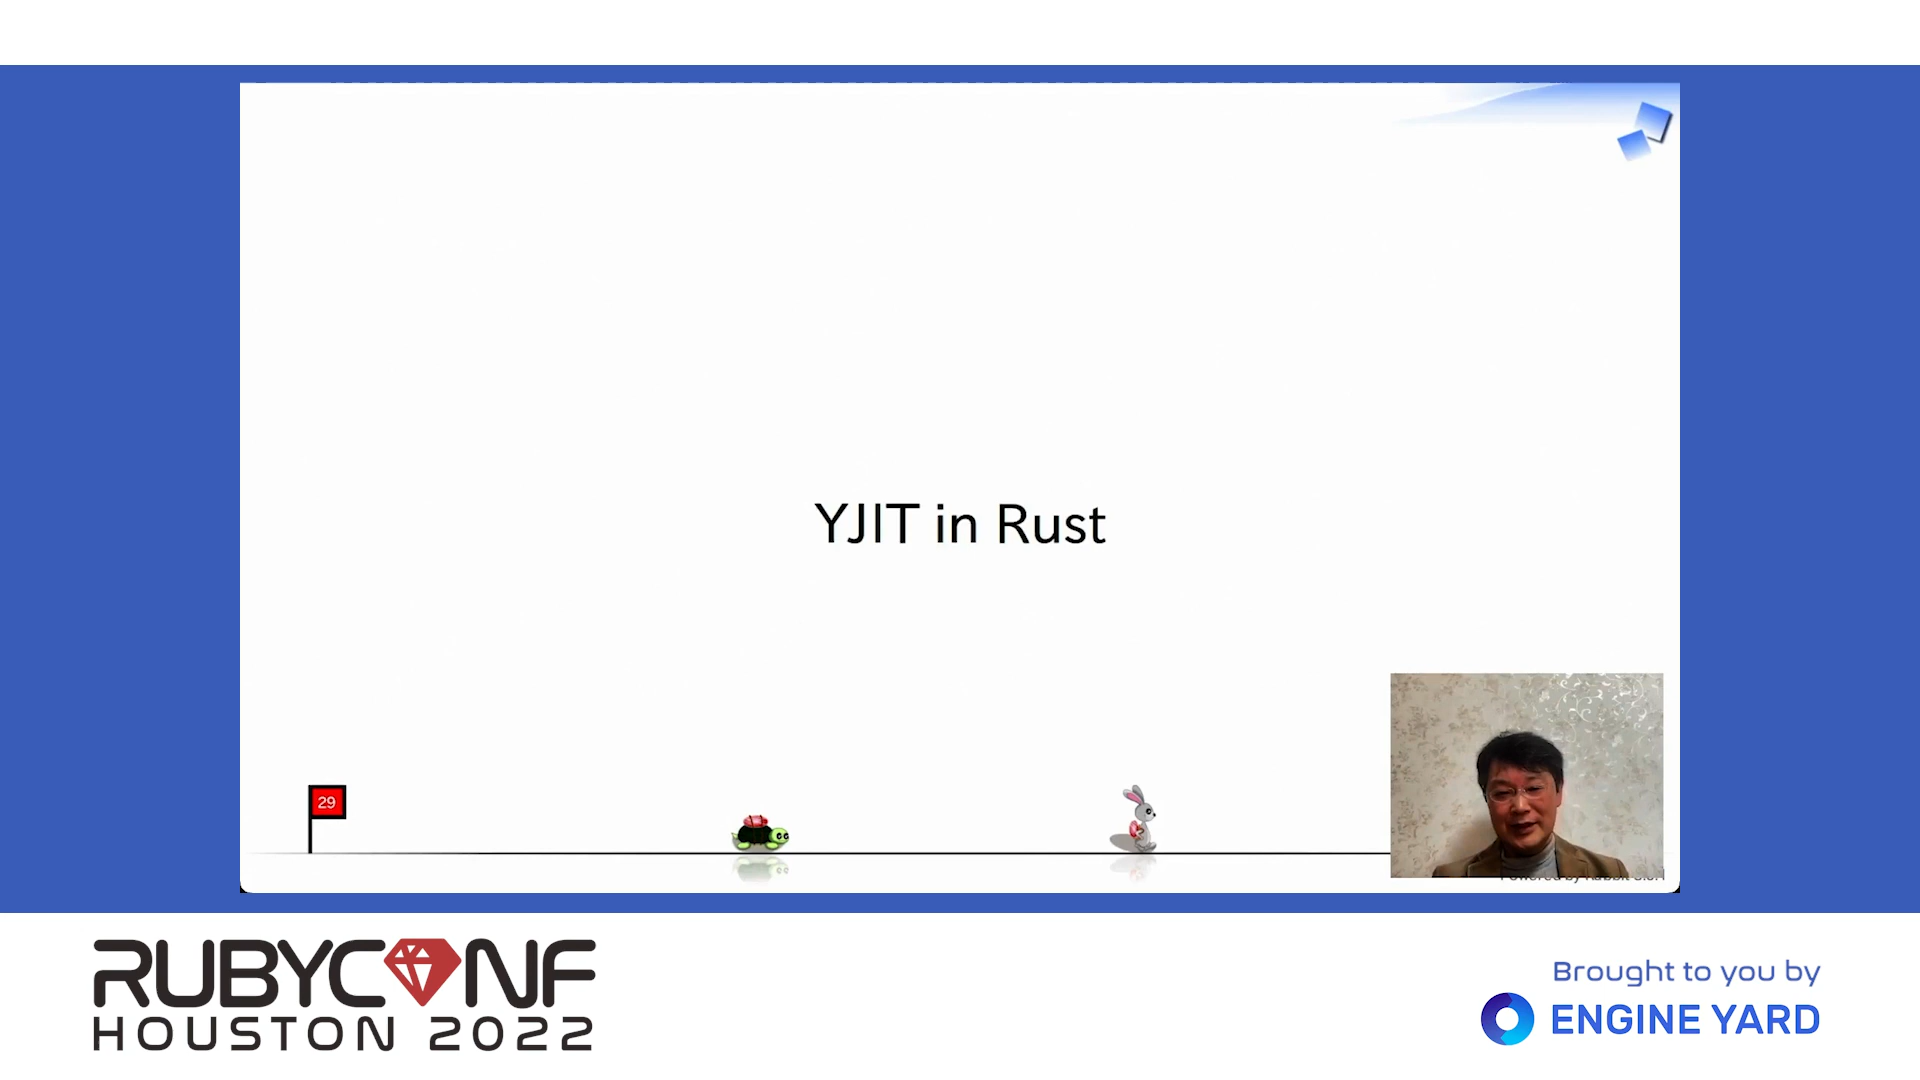 YJIT in Rust
29
RUBYCONF
HOUSTON 2022
Brought to you by
ENGINE YARD